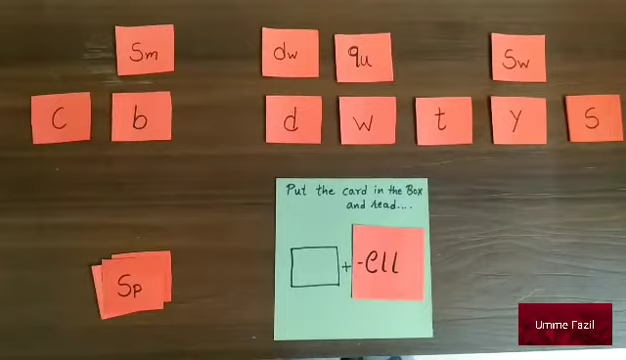 Sm
dw
qu
Sw
C
b
d
w
t
y
S
Put the card in the Box
and read....
+
-ell
Sp
Umme Fazil